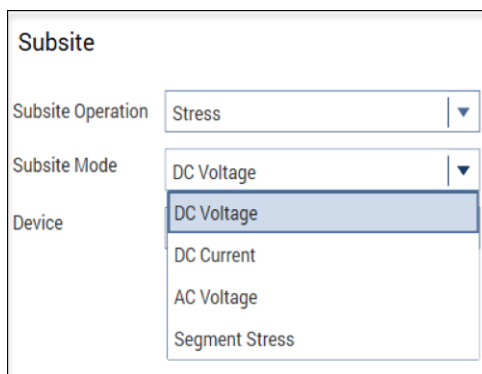 Subsite
Subsite Operation Stress
Subsite Mode DC Voltage
DC Voltage
Device
DC Current
AC Voltage
Segment Stress